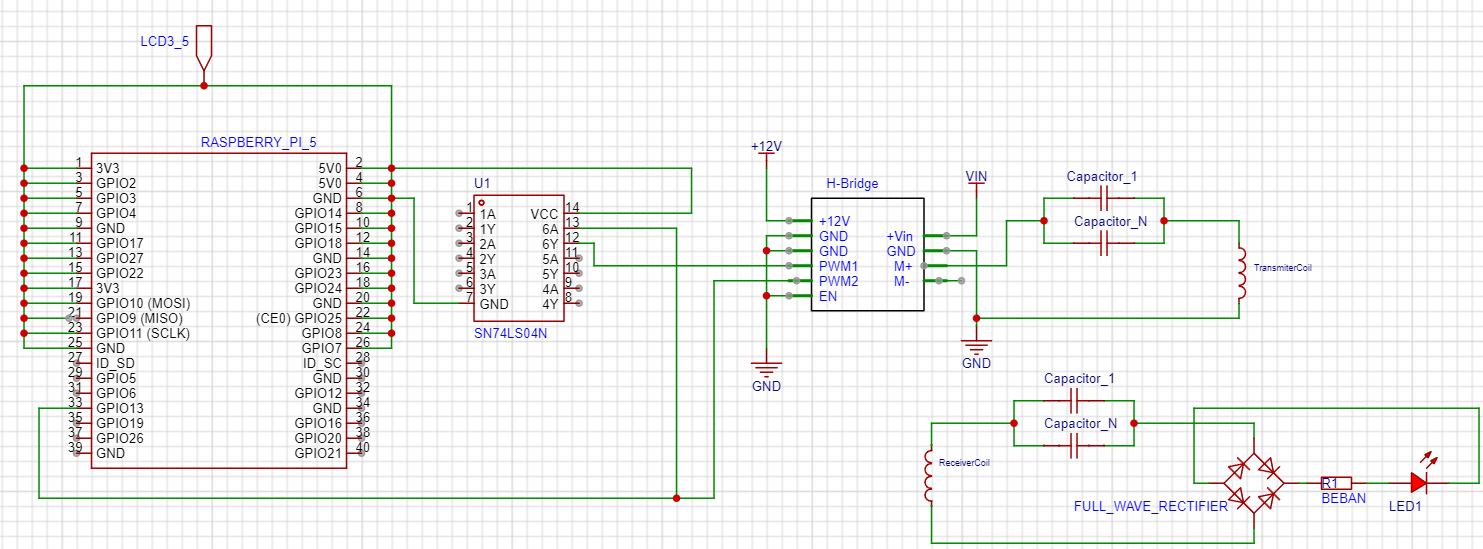 LCD3_5
RASPBERRY_PI_5
1 3V3 5V0 2
3 GPIO2 5V0 4
5 GPIO3 GND 6
7 GPIO4 GPIO14 8
9 GND GPIO15 10
11 GPIO17 GPIO18 12
13 GPIO27 GND 14
15 GPIO22 GPIO23 16
17 3V3 GPIO24 18
19 GPIO10 (MOSI) GND 20
21 GPIO9 (MISO) (CE0) GPIO25 22
23 GPIO11 (SCLK) GPIO8 24
25 GND GPIO7 26
27 ID_SD ID_SC 28
29 GPIO5 GND 30
31 GPIO6 GPIO12 32
33 GPIO13 GND 34
35 GPIO19 GPIO16 36
37 GPIO26 GPIO20 38
39 GND GPIO21 40
U1
1 1A VCC 14
2 1Y 6A 13
3 2A 6Y 12
4 2Y 5A 11
5 3A 5Y 10
6 3Y 4A 9
7 GND 4Y 8
SN74LS04N
+12V
H-Bridge
+12V
GND +Vin
GND GND
PWM1 M+
PWM2 M-
EN
GND
VIN
GND
Capacitor_1
Capacitor_N
TransmiterCoil
Capacitor_1
Capacitor_N
ReceiverCoil
FULL_WAVE_RECTIFIER
R1
BEBAN
LED1